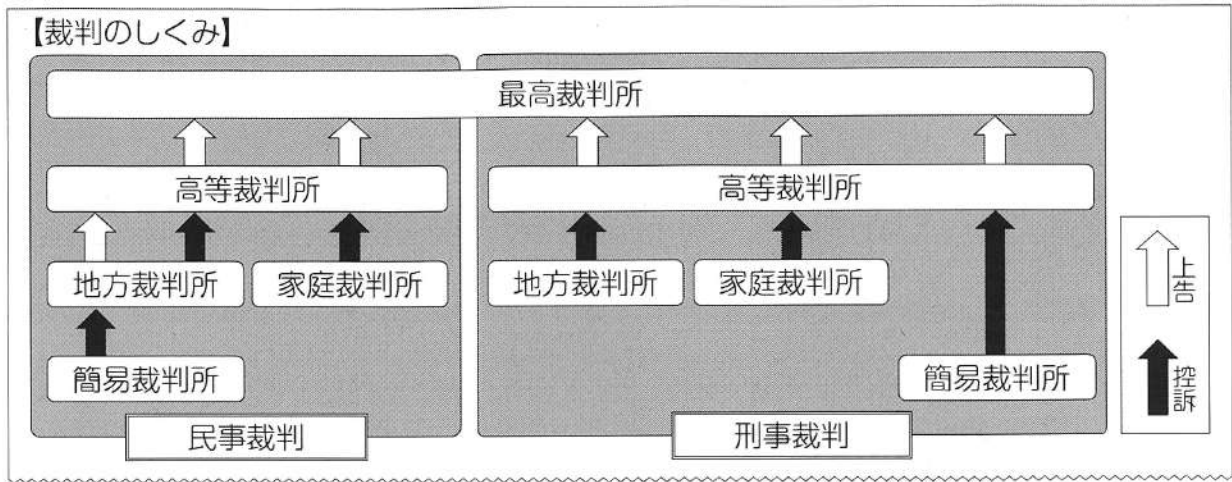 【裁判のしくみ】
最高裁判所
高等裁判所
高等裁判所
地方裁判所
家庭裁判所
地方裁判所
家庭裁判所
簡易裁判所
簡易裁判所
民事裁判
刑事裁判
上告
控訴